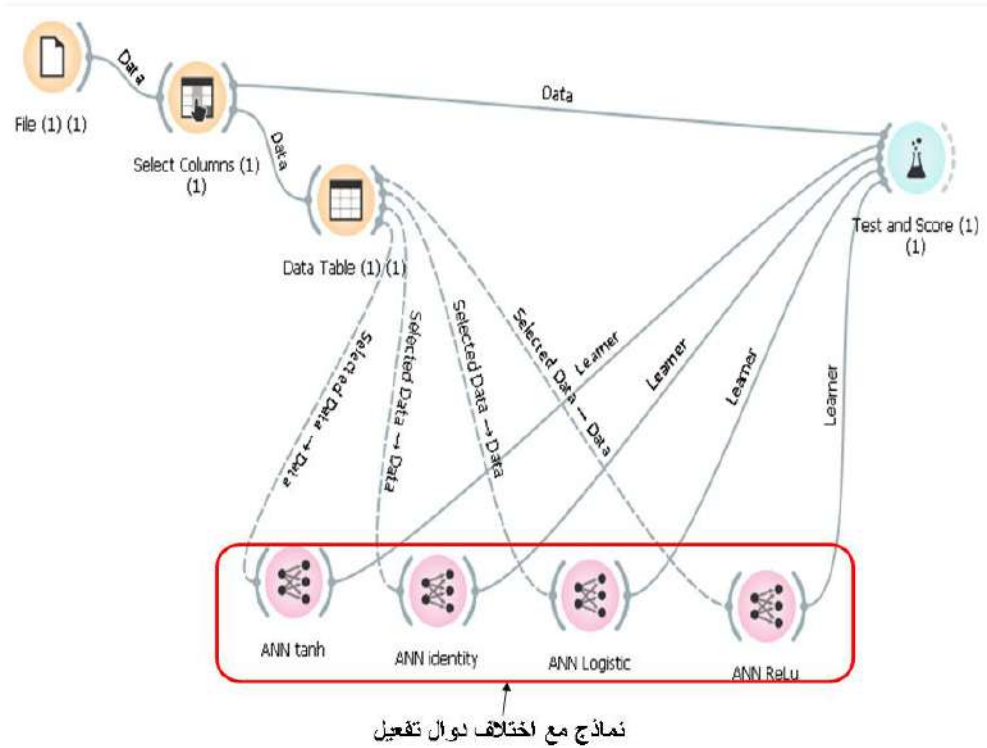 Data
File (1) (1)
Data
Select Columns (1)
(1)
Data
Data Table (1) (1)
Test and Score (1)
(1)
Selected Data → Data
Selected Data → Data
Selected Data → Data
Selected Data → Data
Learner
Learner
Learner
Learner
ANN tanh
ANN identity
ANN Logistic
ANN ReLu
نماذج مع اختلاف دوال تفعيل